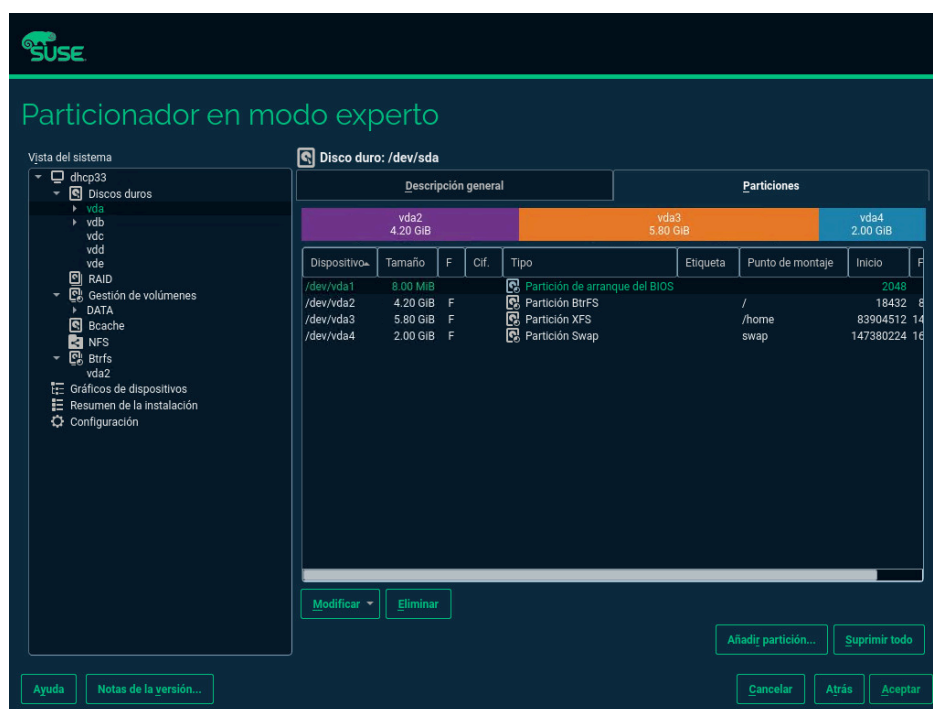 SUSE
Particionador en modo experto
Vista del sistema
dhcp33
Discos duros
vda
vdb
vdc
vdd
vde
RAID
Gestión de volúmenes
DATA
Bcache
NFS
Btrfs
vda2
Gráficos de dispositivos
Resumen de la instalación
Configuración
Disco duro: /dev/sda
Descripción general Particiones
vda2 vda3 vda4
4.20 GiB 5.80 GiB 2.00 GiB
Dispositivo Tamaño F Cif. Tipo Etiqueta Punto de montaje Inicio F
/dev/vda1 8.00 MiB Partición de arranque del BIOS 2048
/dev/vda2 4.20 GiB F Partición BtrFS / 18432 8
/dev/vda3 5.80 GiB F Partición XFS /home 83904512 14
/dev/vda4 2.00 GiB F Partición Swap swap 147380224 16
Modificar Eliminar
Añadir partición... Suprimir todo
Ayuda Notas de la versión... Cancelar Atrás Aceptar